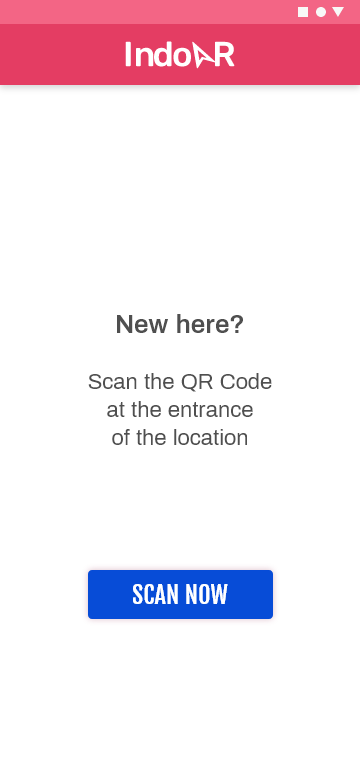 IndoAR
New here?
Scan the QR Code
at the entrance
of the location
SCAN NOW